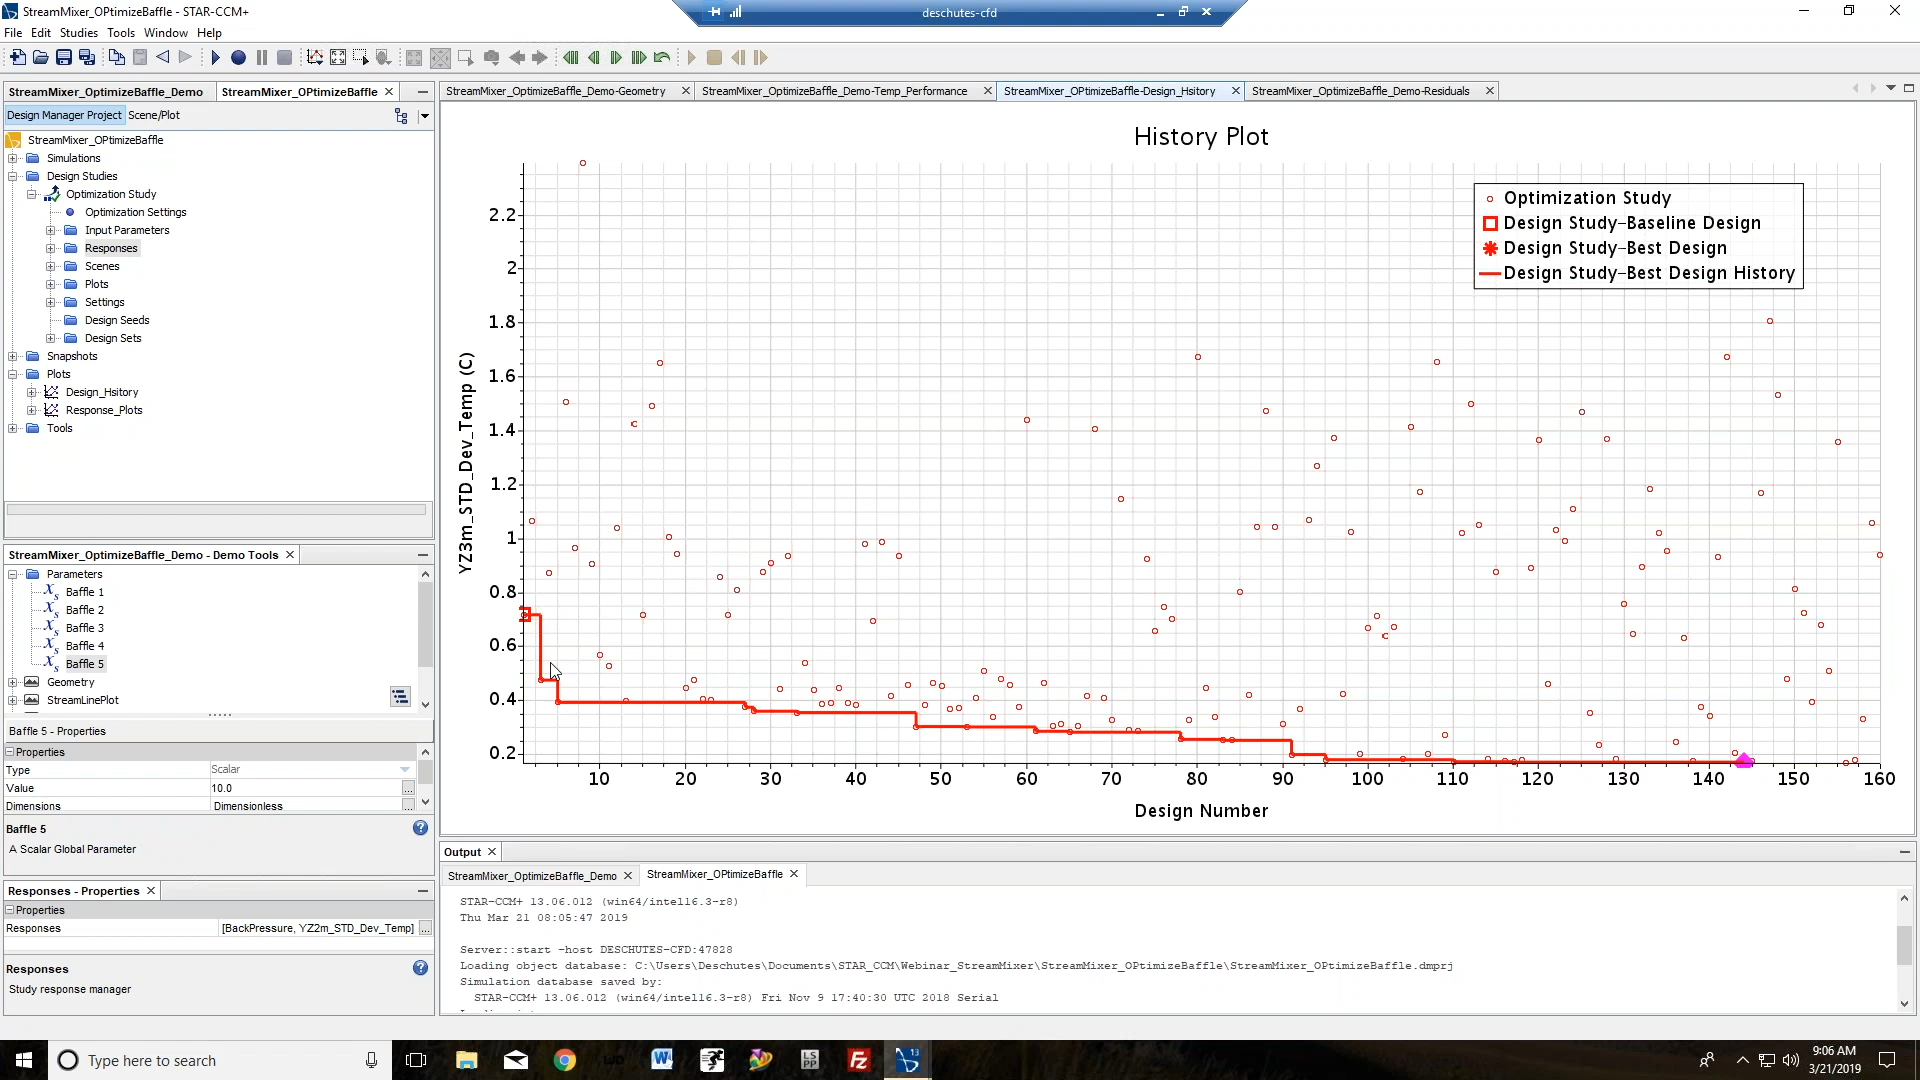 StreamMixer_OPtimizeBaffle - STAR-CCM+
deschutes-cfd
File Edit Studies Tools Window Help
StreamMixer_OptimizeBaffle_Demo StreamMixer_OPtimizeBaffle
StreamMixer_OptimizeBaffle_Demo-Geometry StreamMixer_OptimizeBaffle_Demo-Temp_Performance StreamMixer_OPtimizeBaffle-Design_Hsitory StreamMixer_OptimizeBaffle_Demo-Residuals
Design Manager Project Scene/Plot
StreamMixer_OPtimizeBaffle
Simulations
Design Studies
Optimization Study
Optimization Settings
Input Parameters
Responses
Scenes
Plots
Settings
Design Seeds
Design Sets
Snapshots
Plots
Design_Hsitory
Response_Plots
Tools
StreamMixer_OptimizeBaffle_Demo - Demo Tools
Parameters
Baffle 1
Baffle 2
Baffle 3
Baffle 4
Baffle 5
Geometry
StreamLinePlot
Baffle 5 - Properties
Properties
Type Scalar
Value 10.0
Dimensions Dimensionless
Baffle 5
A Scalar Global Parameter
Responses - Properties
Properties
Responses [BackPressure, YZ2m_STD_Dev_Temp]
Responses
Study response manager
History Plot
Optimization Study
Design Study-Baseline Design
Design Study-Best Design
Design Study-Best Design History
YZ3m_STD_Dev_Temp (C)
2.2
2
1.8
1.6
1.4
1.2
1
0.8
0.6
0.4
0.2
10 20 30 40 50 60 70 80 90 100 110 120 130 140 150 160
Design Number
Output
StreamMixer_OptimizeBaffle_Demo StreamMixer_OPtimizeBaffle
STAR-CCM+ 13.06.012 (win64/intel16.3-r8)
Thu Mar 21 08:05:47 2019
Server::start -host DESCHUTES-CFD:47828
Loading object database: C:\Users\Deschutes\Documents\STAR_CCM\Webinar_StreamMixer\StreamMixer_OPtimizeBaffle\StreamMixer_OPtimizeBaffle.dmprj
Simulation database saved by:
STAR-CCM+ 13.06.012 (win64/intel16.3-r8) Fri Nov 9 17:40:30 UTC 2018 Serial
Type here to search
LS
PP
13
9:06 AM
3/21/2019